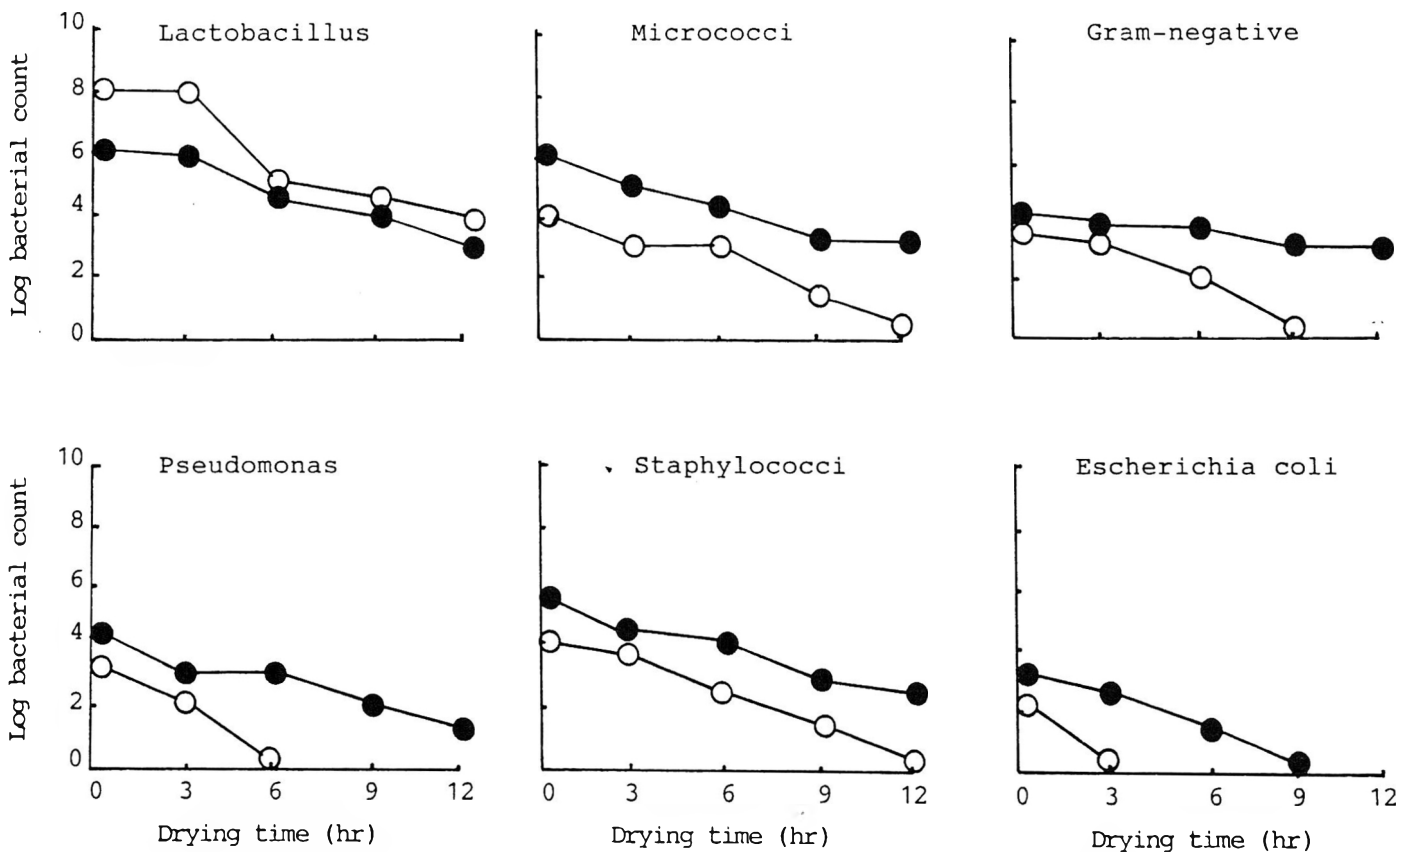 Lactobacillus
Micrococci
Gram-negative
Log bacterial count
10
8
6
4
2
0
Pseudomonas
Staphylococci
Escherichia coli
Log bacterial count
10
8
6
4
2
0
0 3 6 9 12
0 3 6 9 12
0 3 6 9 12
Drying time (hr)
Drying time (hr)
Drying time (hr)